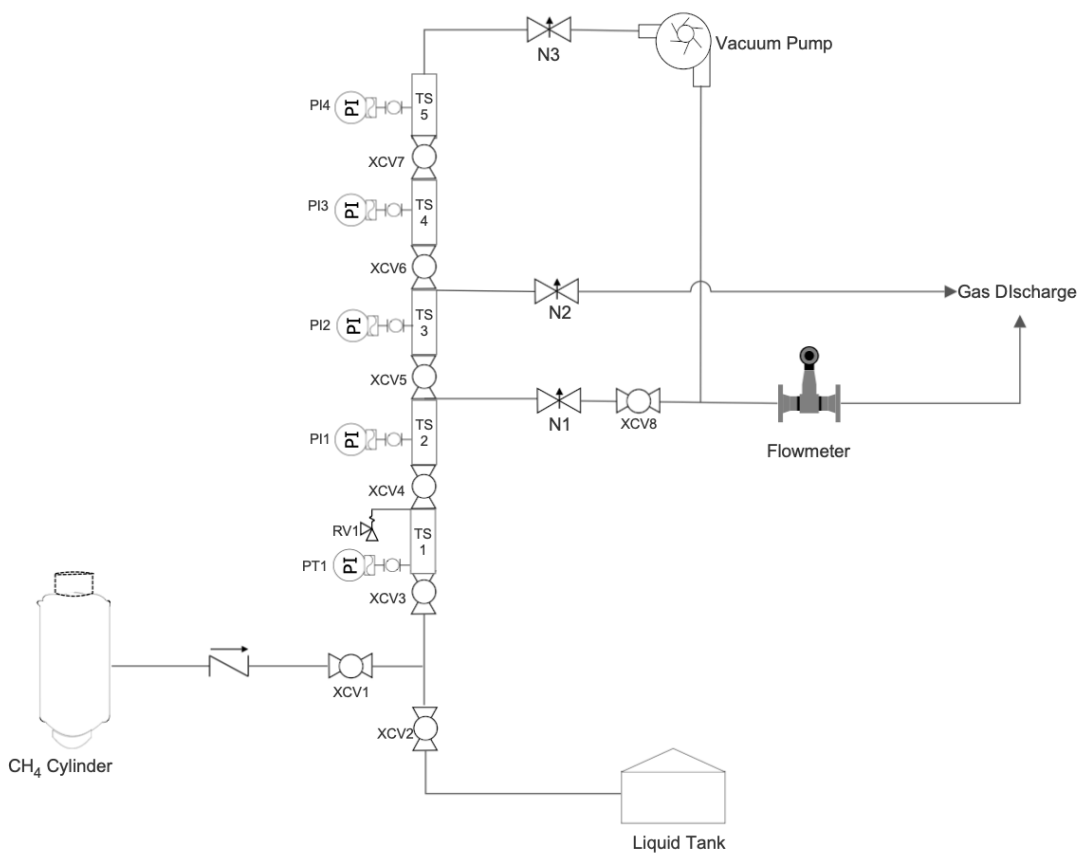 N3
Vacuum Pump
PI4
PI
TS
5
XCV7
PI3
PI
TS
4
XCV6
N2
Gas DIscharge
PI2
PI
TS
3
XCV5
N1
XCV8
Flowmeter
PI1
PI
TS
2
XCV4
RV1
TS
1
PT1
PI
XCV3
XCV1
XCV2
CH₄ Cylinder
Liquid Tank